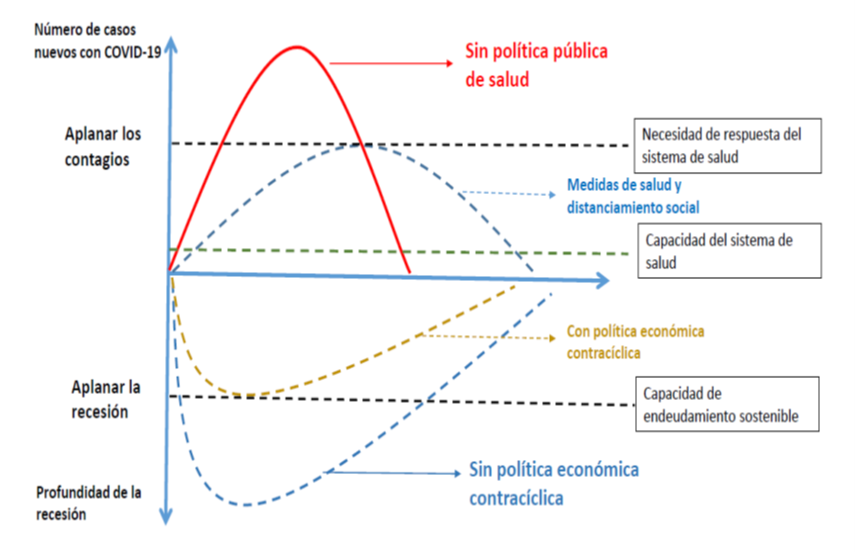 Número de casos
nuevos con COVID-19
Sin política pública
de salud
Aplanar los
contagios
Necesidad de respuesta del
sistema de salud
Medidas de salud y
distanciamiento social
Capacidad del sistema de
salud
Con política económica
contracíclica
Aplanar la
recesión
Capacidad de
endeudamiento sostenible
Sin política económica
contracíclica
Profundidad de la
recesión